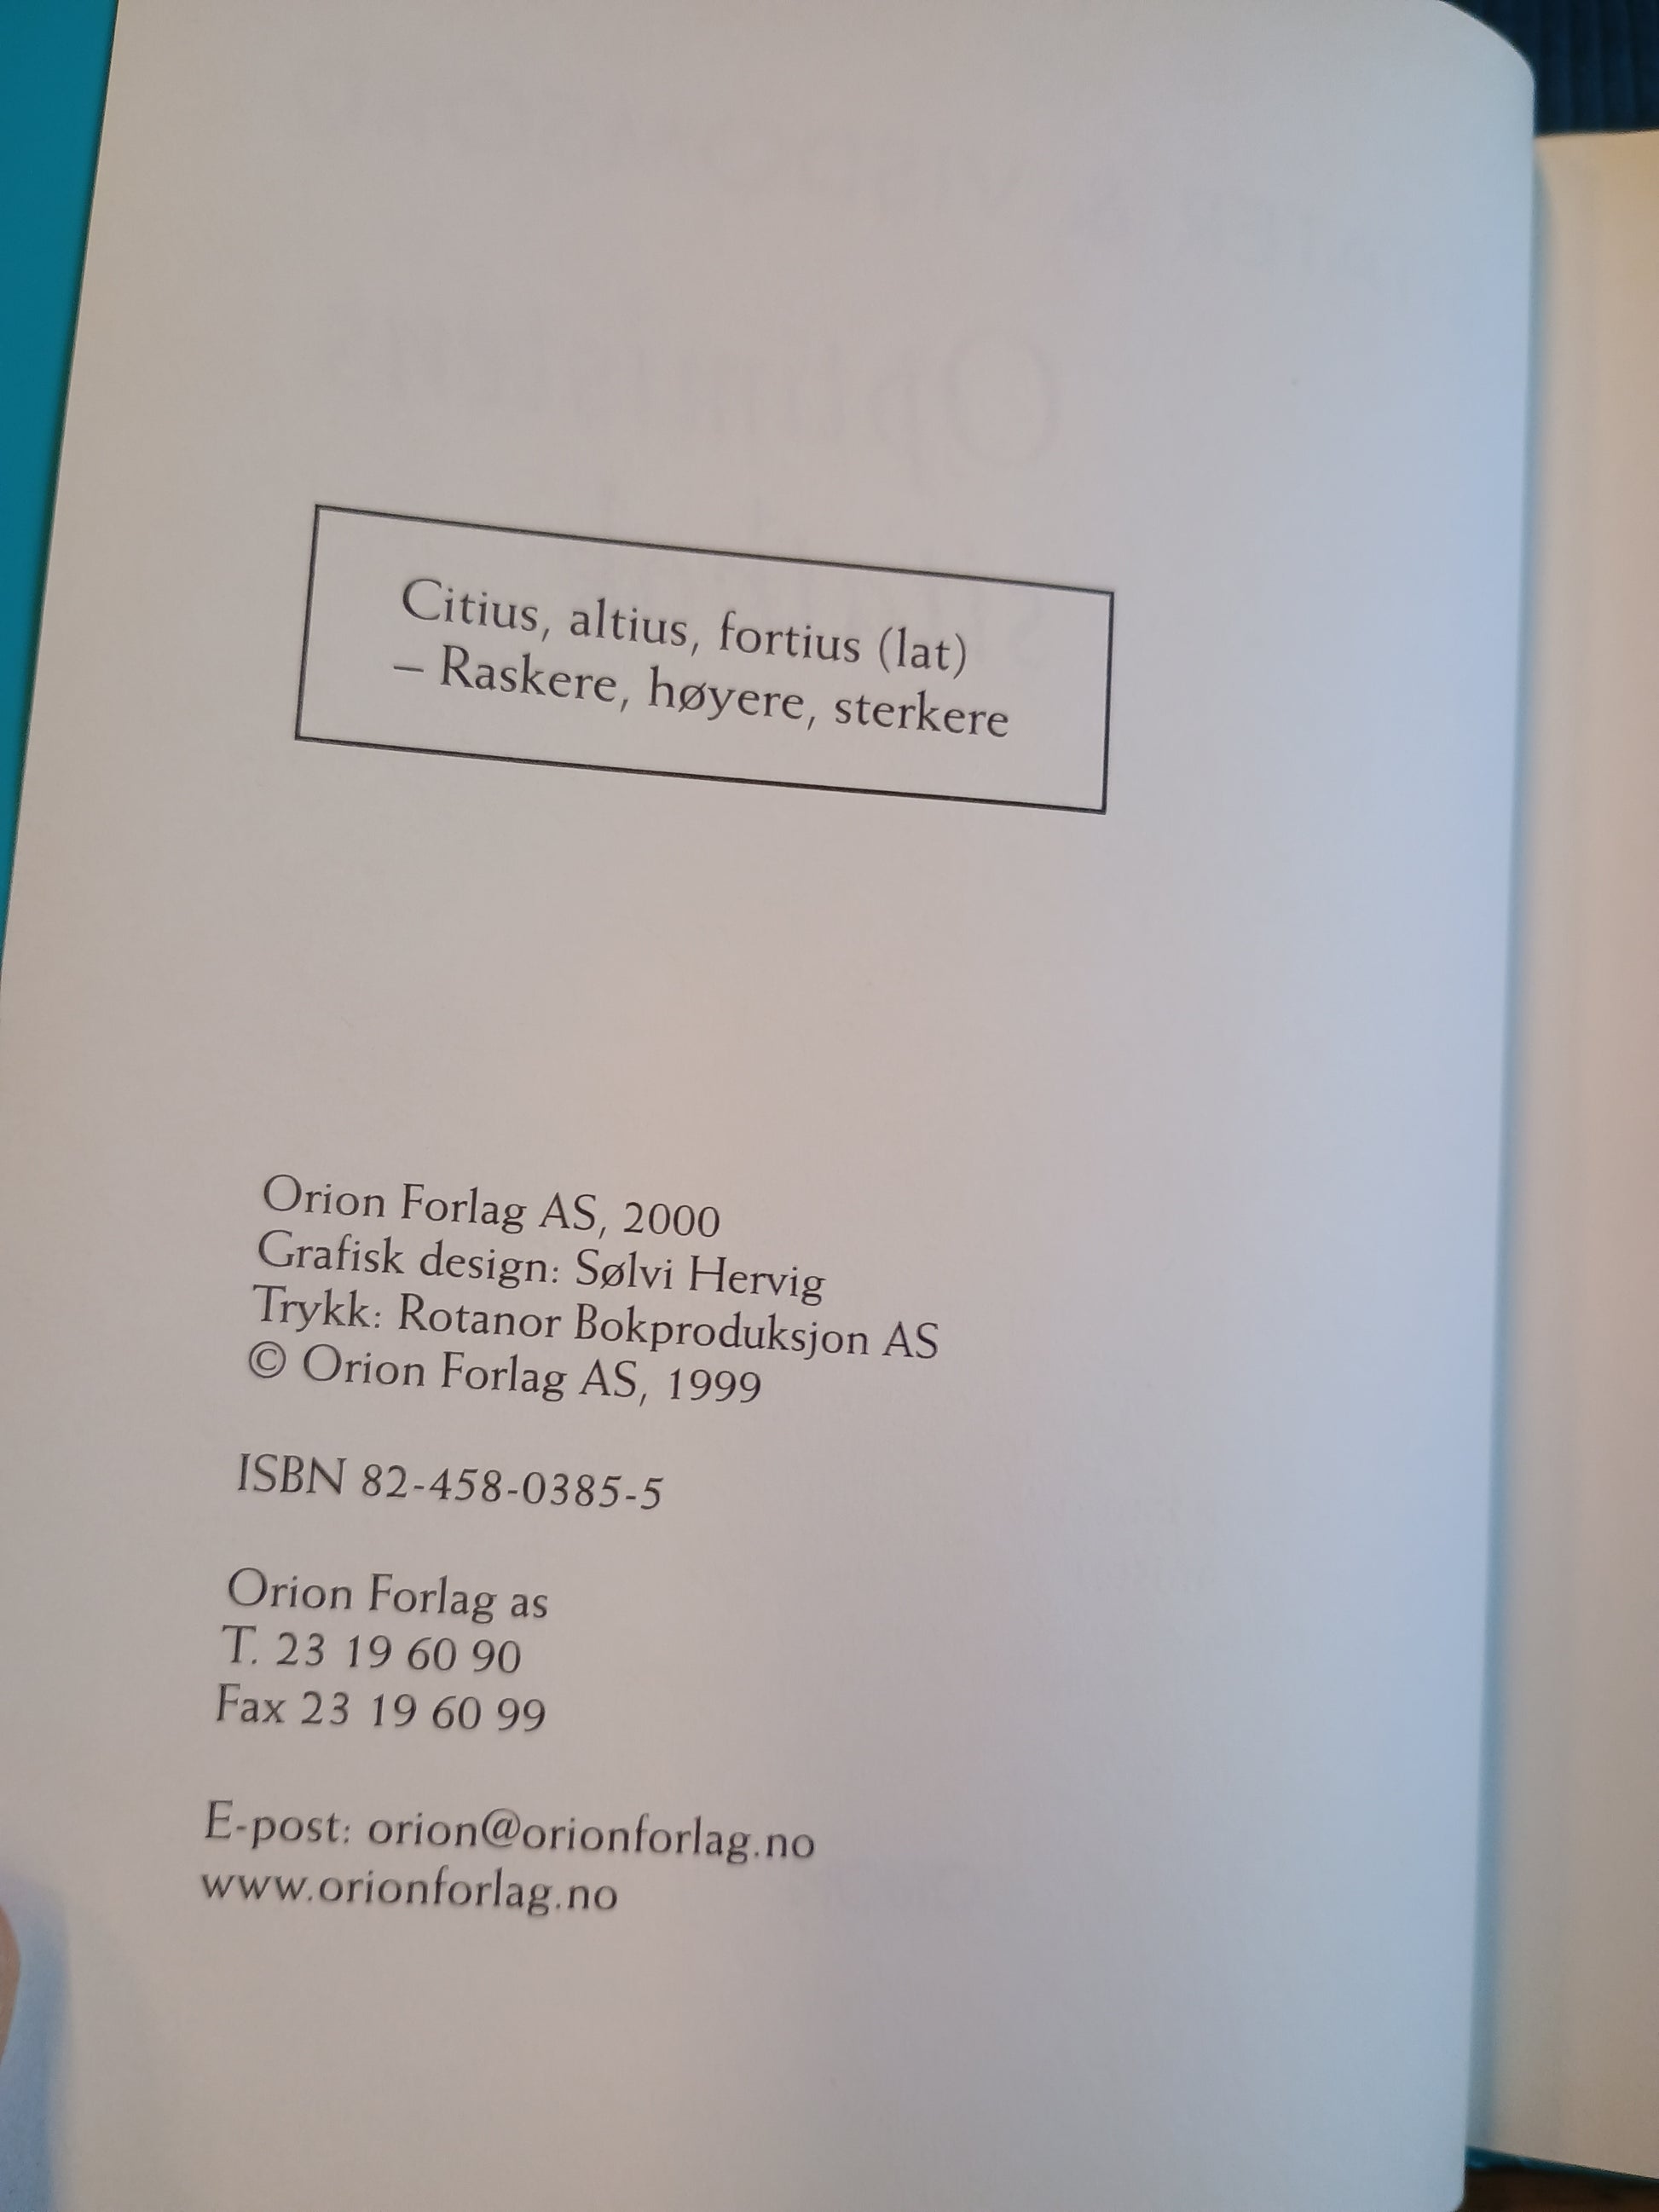 Citius, altius, fortius (lat)
– Raskere, høyere, sterkere
Orion Forlag AS, 2000
Grafisk design: Sølvi Hervig
Trykk: Rotanor Bokproduksjon AS
© Orion Forlag AS, 1999
ISBN 82-458-0385-5
Orion Forlag as
T. 23 19 60 90
Fax 23 19 60 99
E-post: orion@orionforlag.no
www.orionforlag.no